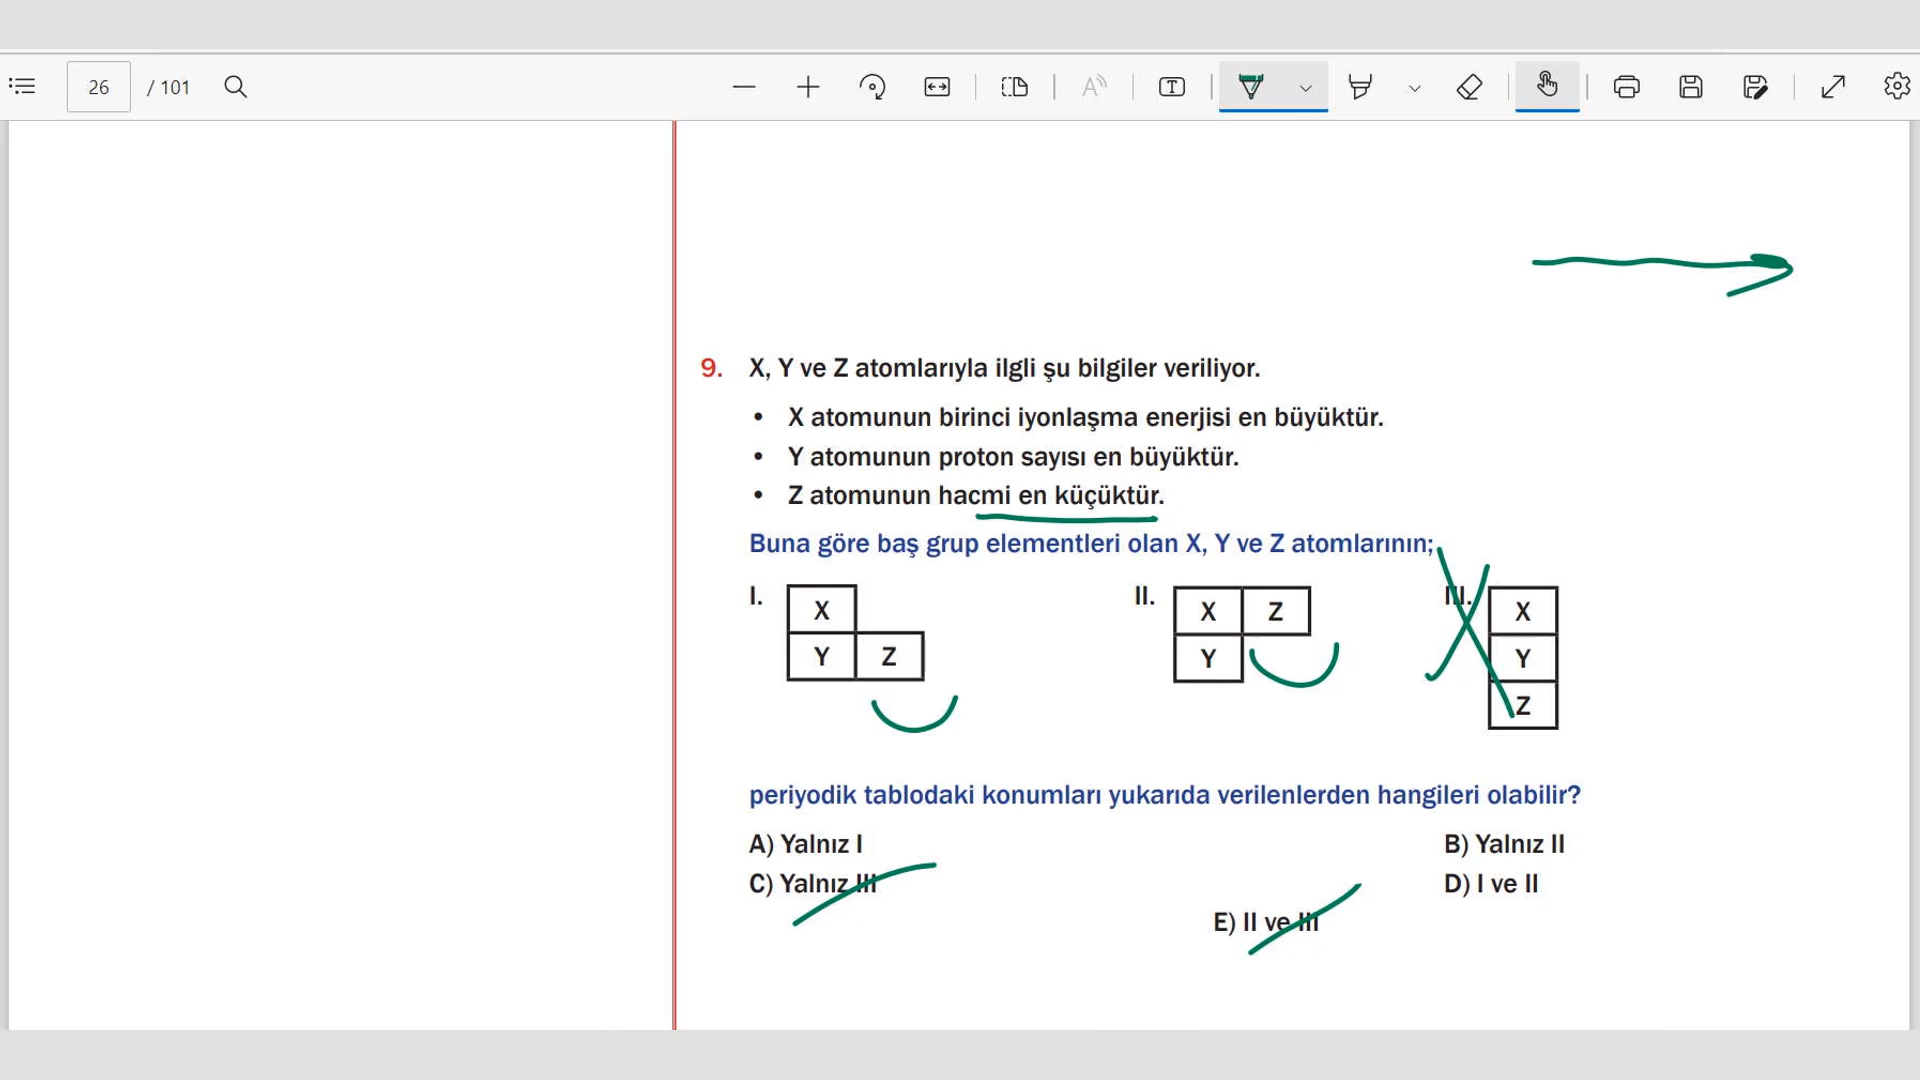 26 / 101
9. X, Y ve Z atomlarıyla ilgli şu bilgiler veriliyor.
• X atomunun birinci iyonlaşma enerjisi en büyüktür.
• Y atomunun proton sayısı en büyüktür.
• Z atomunun hacmi en küçüktür.
Buna göre baş grup elementleri olan X, Y ve Z atomlarının;
I. II. III.
X X Z X
Y Z Y Y
Z
periyodik tablodaki konumları yukarıda verilenlerden hangileri olabilir?
A) Yalnız I B) Yalnız II
C) Yalnız III D) I ve II
E) II ve III